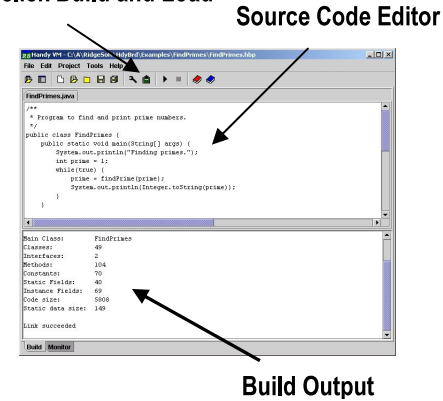 Build and Load
Source Code Editor
Handy VM - C:\A\RidgeSoft\HdyBrd\Examples\FindPrimes\FindPrimes.hbp
File Edit Project Tools Help
FindPrimes.java
/**
* Program to find and print prime numbers.
*/
public class FindPrimes {
public static void main(String[] args) {
System.out.println("Finding primes.");
int prime = 1;
while(true) {
prime = findPrime(prime);
System.out.println(Integer.toString(prime));
}
}
Main Class: FindPrimes
Classes: 49
Interfaces: 2
Methods: 104
Constants: 70
Static Fields: 40
Instance Fields: 69
Code size: 5808
Static data size: 149
Link succeeded
Build Monitor
Build Output